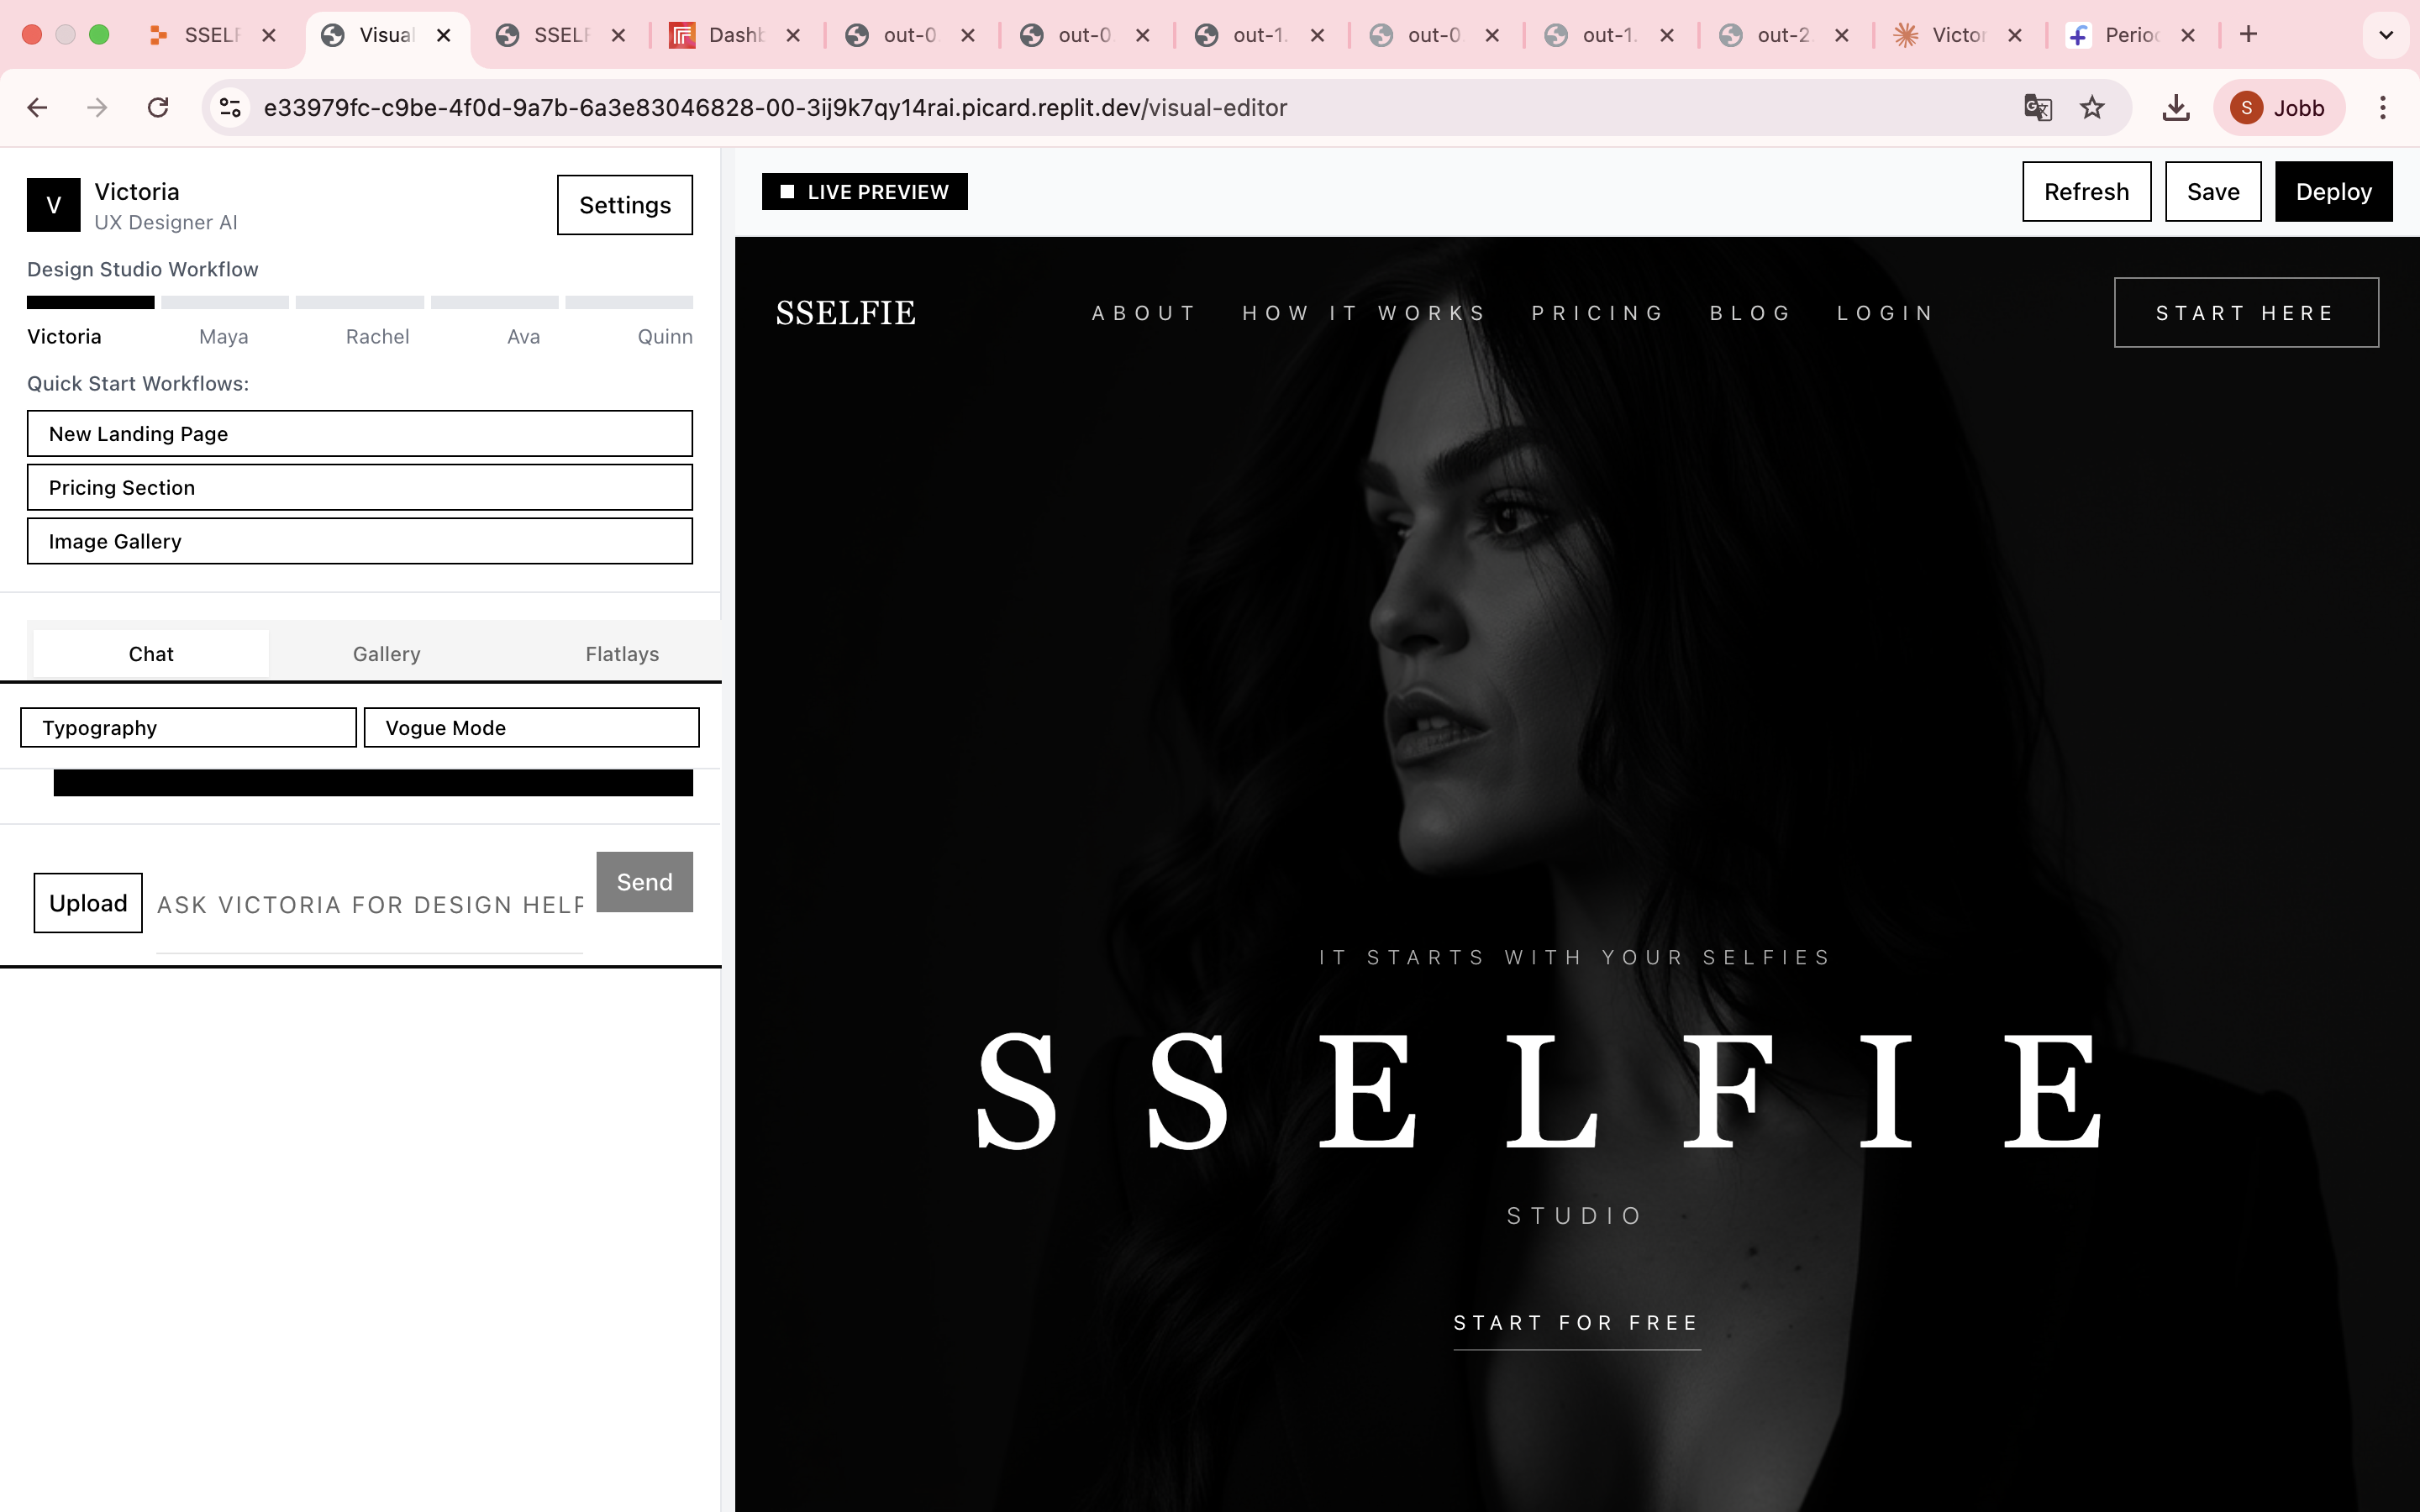 SSELF
Visual
SSELF
Dashb
out-0.
out-0.
out-1.
out-0.
out-1.
out-2.
Victor
Period
e33979fc-c9be-4f0d-9a7b-6a3e83046828-00-3ij9k7qy14rai.picard.replit.dev/visual-editor
S
Jobb
V
Victoria
UX Designer AI
Settings
Design Studio Workflow
Victoria
Maya
Rachel
Ava
Quinn
Quick Start Workflows:
New Landing Page
Pricing Section
Image Gallery
Chat
Gallery
Flatlays
Typography
Vogue Mode
Upload
ASK VICTORIA FOR DESIGN HELP
Send
LIVE PREVIEW
Refresh
Save
Deploy
SSELFIE
ABOUT
HOW IT WORKS
PRICING
BLOG
LOGIN
START HERE
IT STARTS WITH YOUR SELFIES
SSELFIE
STUDIO
START FOR FREE